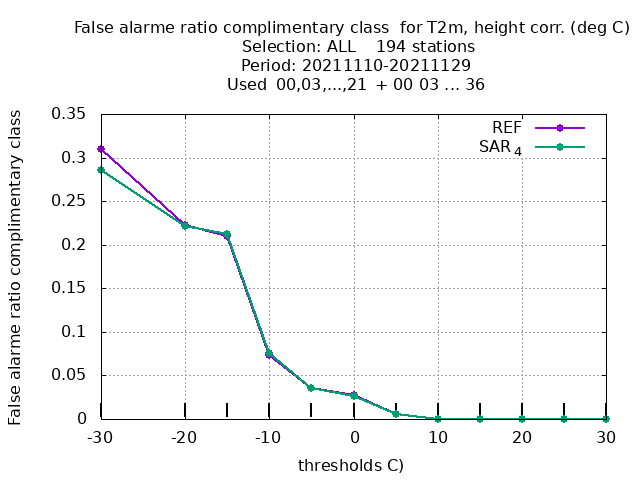 False alarme ratio complimentary class  for T2m, height corr. (deg C)
Selection: ALL    194 stations
Period: 20211110-20211129
Used  00,03,...,21  + 00 03 ... 36
False alarme ratio complimentary class
0.35
0.3
0.25
0.2
0.15
0.1
0.05
0
REF
SAR 4
-30 -20 -10 0 10 20 30
thresholds C)